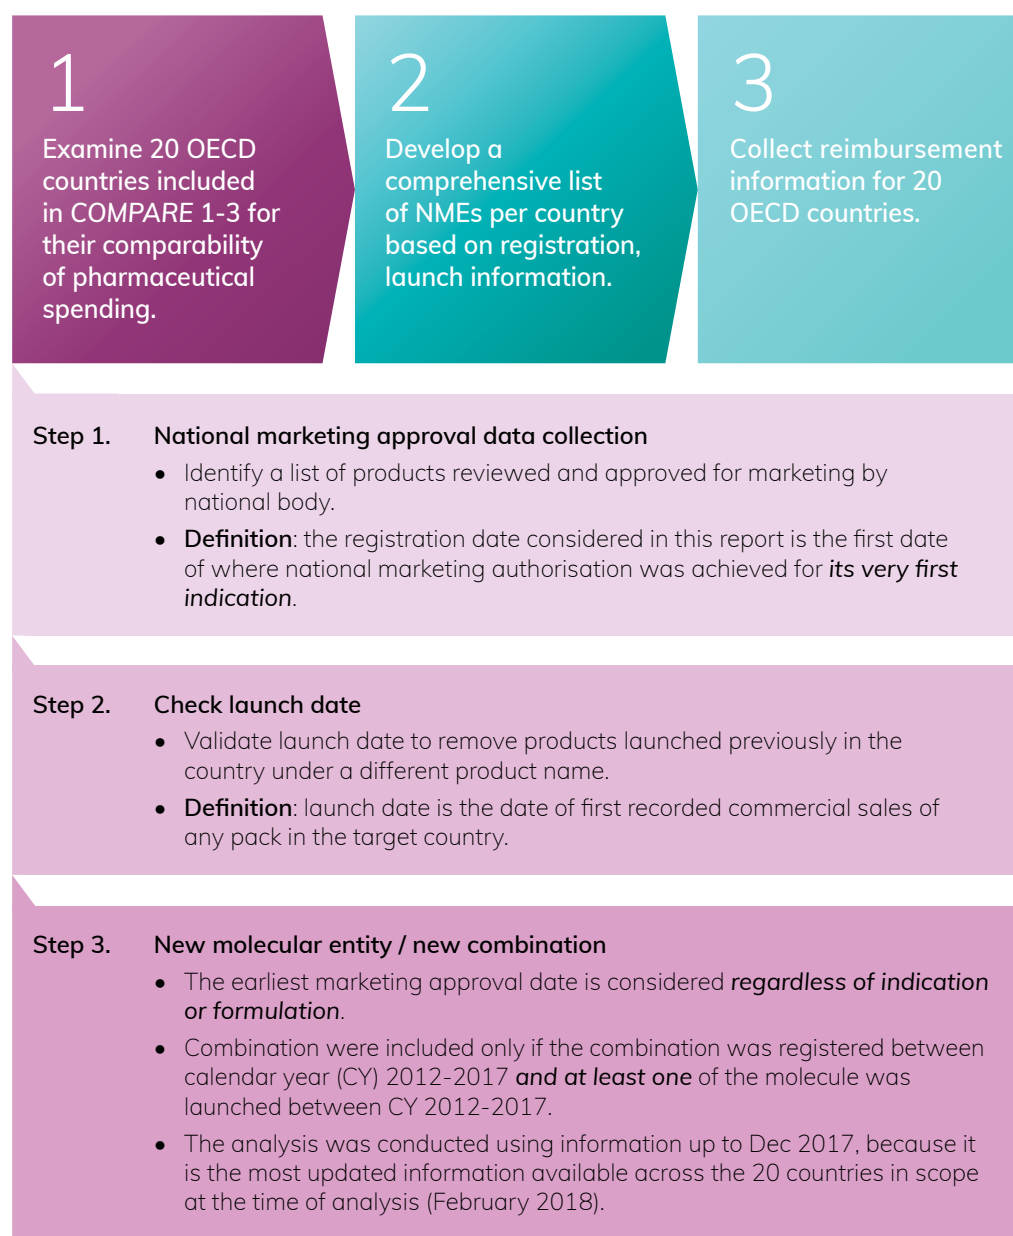 1
Examine 20 OECD
countries included
in COMPARE 1-3 for
their comparability
of pharmaceutical
spending.
2
Develop a
comprehensive list
of NMEs per country
based on registration,
launch information.
3
Collect reimbursement
information for 20
OECD countries.
Step 1. National marketing approval data collection
• Identify a list of products reviewed and approved for marketing by
national body.
• Definition: the registration date considered in this report is the first date
of where national marketing authorisation was achieved for its very first
indication.
Step 2. Check launch date
• Validate launch date to remove products launched previously in the
country under a different product name.
• Definition: launch date is the date of first recorded commercial sales of
any pack in the target country.
Step 3. New molecular entity / new combination
• The earliest marketing approval date is considered regardless of indication
or formulation.
• Combination were included only if the combination was registered between
calendar year (CY) 2012-2017 and at least one of the molecule was
launched between CY 2012-2017.
• The analysis was conducted using information up to Dec 2017, because it
is the most updated information available across the 20 countries in scope
at the time of analysis (February 2018).